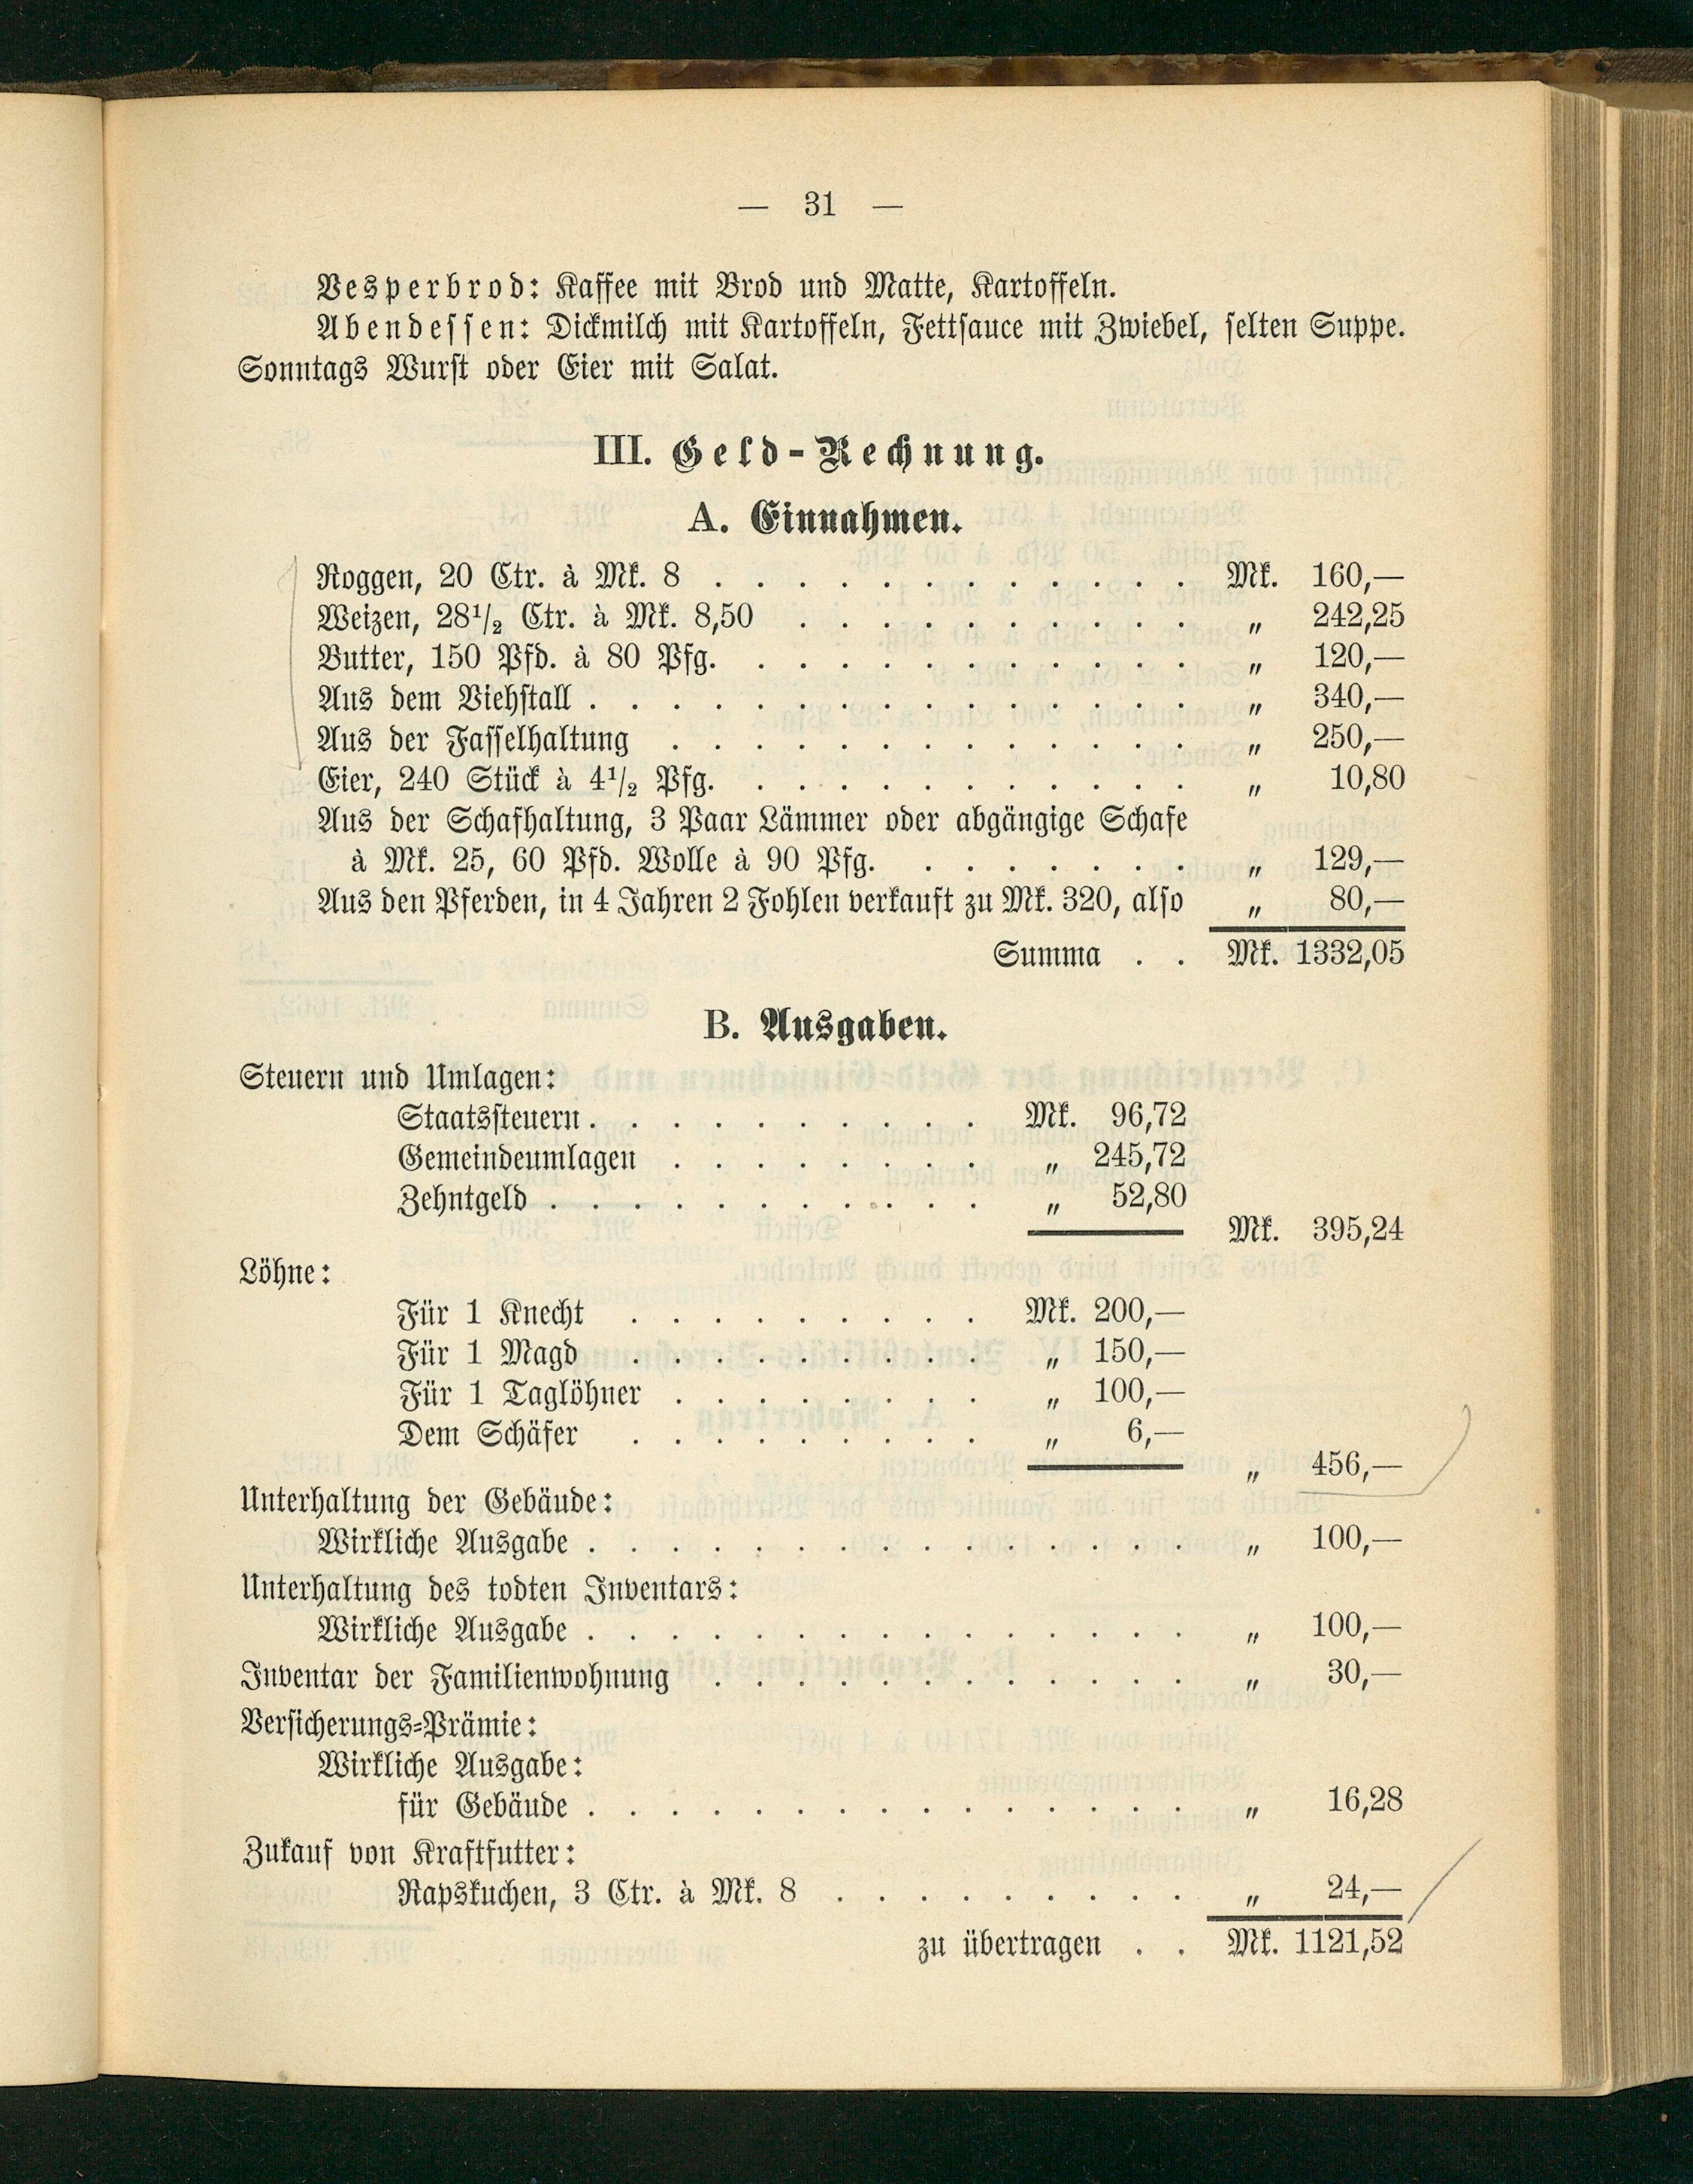 — 31 —
Vesperbrod: Kaffee mit Brod und Matte, Kartoffeln.
Abendessen: Dickmilch mit Kartoffeln, Fettsauce mit Zwiebel, selten Suppe.
Sonntags Wurst oder Eier mit Salat.
III. Geld-Rechnung.
A. Einnahmen.
Roggen, 20 Ctr. à Mk. 8 . . . . . . . . . . . . Mk. 160,—
Weizen, 28½ Ctr. à Mk. 8,50 . . . . . . . . . . „ 242,25
Butter, 150 Pfd. à 80 Pfg. . . . . . . . . . . . „ 120,—
Aus dem Viehstall . . . . . . . . . . . . . . . „ 340,—
Aus der Fasselhaltung . . . . . . . . . . . . . „ 250,—
Eier, 240 Stück à 4½ Pfg. . . . . . . . . . . . „ 10,80
Aus der Schafhaltung, 3 Paar Lämmer oder abgängige Schafe
à Mk. 25, 60 Pfd. Wolle à 90 Pfg. . . . . . . . „ 129,—
Aus den Pferden, in 4 Jahren 2 Fohlen verkauft zu Mk. 320, also „ 80,—
Summa . . Mk. 1332,05
B. Ausgaben.
Steuern und Umlagen:
Staatssteuern . . . . . . . . . . Mk. 96,72
Gemeindeumlagen . . . . . . . . „ 245,72
Zehntgeld . . . . . . . . . . . „ 52,80
Mk. 395,24
Löhne:
Für 1 Knecht . . . . . . . . . Mk. 200,—
Für 1 Magd . . . . . . . . . „ 150,—
Für 1 Taglöhner . . . . . . . . „ 100,—
Dem Schäfer . . . . . . . . . „ 6,—
„ 456,—
Unterhaltung der Gebäude:
Wirkliche Ausgabe . . . . . . . . . . . . . . . „ 100,—
Unterhaltung des todten Inventars:
Wirkliche Ausgabe . . . . . . . . . . . . . . . „ 100,—
Inventar der Familienwohnung . . . . . . . . . . . . „ 30,—
Versicherungs-Prämie:
Wirkliche Ausgabe:
für Gebäude . . . . . . . . . . . . . . . „ 16,28
Zukauf von Kraftfutter:
Rapskuchen, 3 Ctr. à Mk. 8 . . . . . . . . . „ 24,—
zu übertragen . . Mk. 1121,52